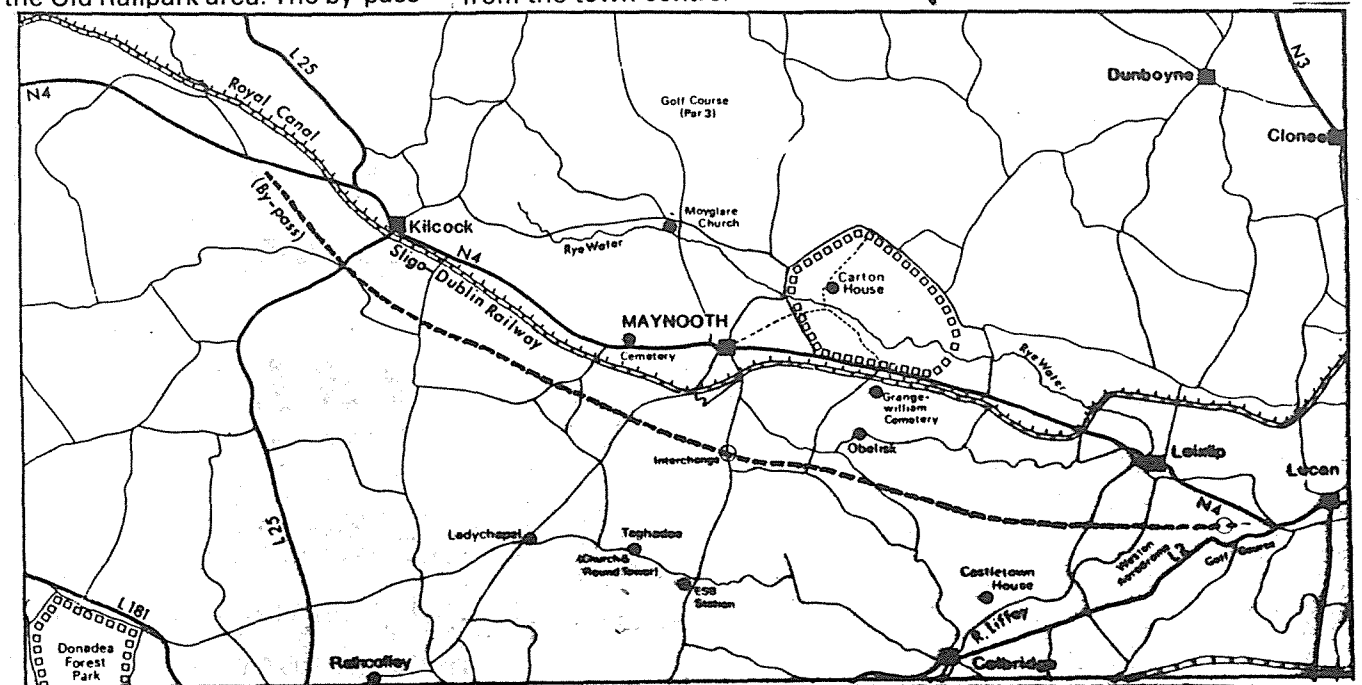 the Old Railpark area. The by-pass
from the town centre.
N3
L25
Dunboyne
N4
Royal Canal
Golf Course
(Par 3)
Clonee
(By-pass)
Kilcock
Moyglare
Church
Rye Water
N4
Sligo-Dublin Railway
Carton
House
MAYNOOTH
Cemetery
Rye Water
Grange-
william
Cemetery
Obelisk
Interchange
Leixlip
Lucan
N4
L25
Ladychapel
Taghadoe
(Church &
Round Tower)
ESB
Station
Weston
Aerodrome
L2
Golf Course
Castletown
House
R. Liffey
L181
Donadea
Forest
Park
Rathcoffey
Celbridge